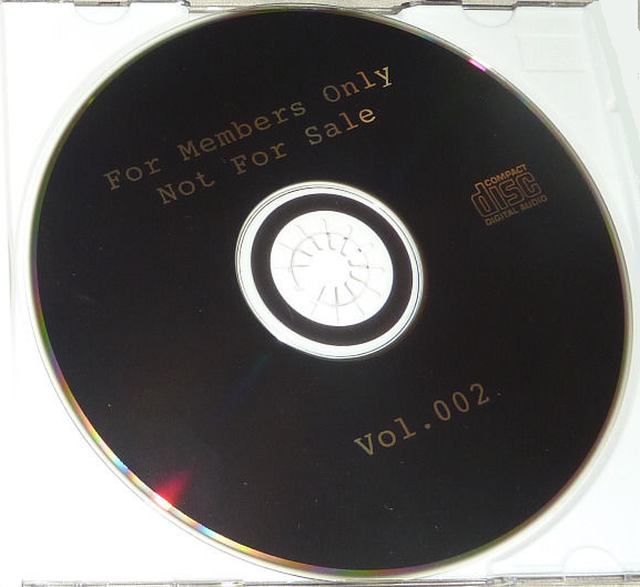 For Members Only
Not For Sale
COMPACT
disc
DIGITAL AUDIO
Vol.002